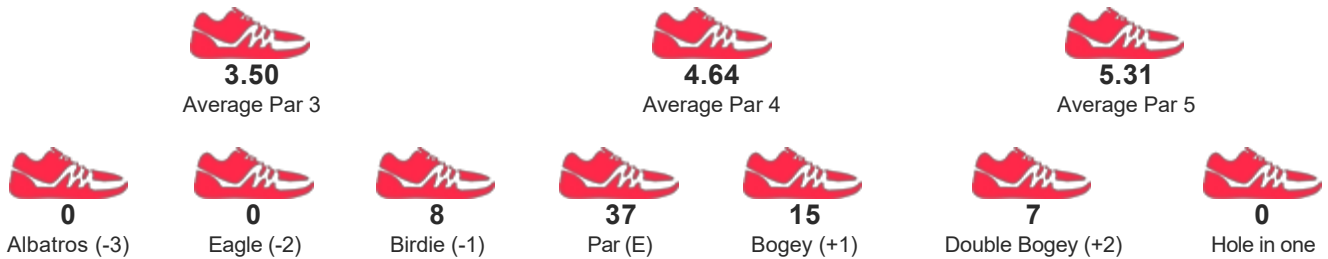 3.50 4.64 5.31
Average Par 3 Average Par 4 Average Par 5
0 0 8 37 15 7 0
Albatros (-3) Eagle (-2) Birdie (-1) Par (E) Bogey (+1) Double Bogey (+2) Hole in one